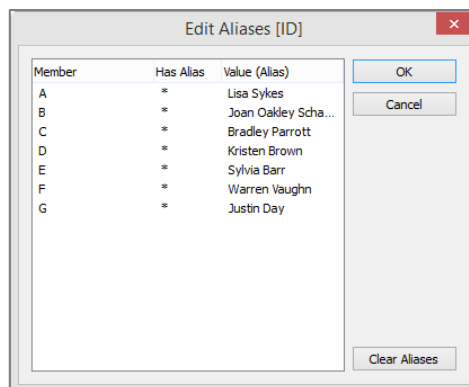 Edit Aliases [ID]
Member Has Alias Value (Alias)
A * Lisa Sykes
B * Joan Oakley Scha...
C * Bradley Parrott
D * Kristen Brown
E * Sylvia Barr
F * Warren Vaughn
G * Justin Day
OK
Cancel
Clear Aliases